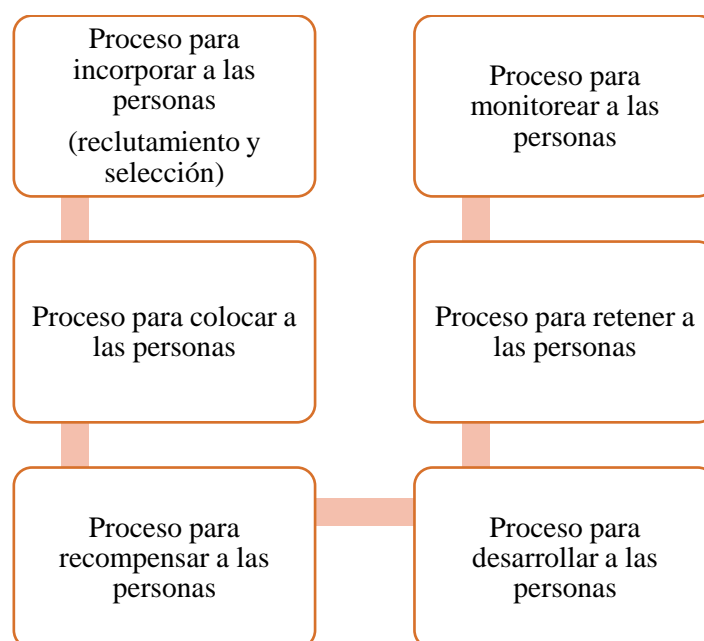 Proceso para
incorporar a las
personas
(reclutamiento y
selección)
Proceso para colocar a
las personas
Proceso para
recompensar a las
personas
Proceso para
desarrollar a las
personas
Proceso para retener a
las personas
Proceso para
monitorear a las
personas